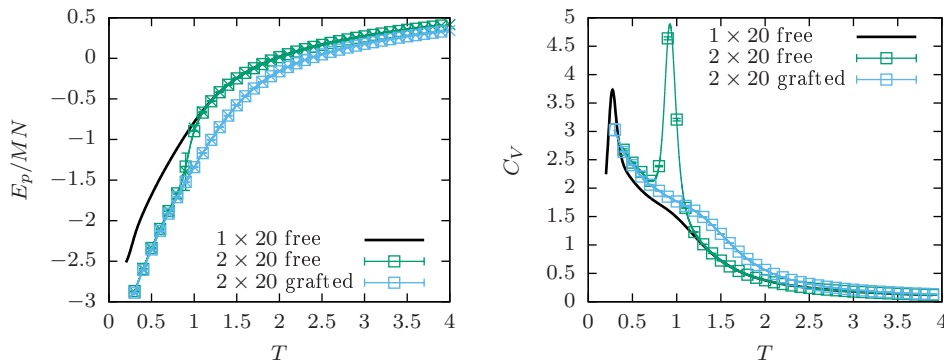 0.5
0
−0.5
−1
−1.5
−2
−2.5
−3
E_p/MN
0 0.5 1 1.5 2 2.5 3 3.5 4
T
1 × 20 free
2 × 20 free
2 × 20 grafted
5
4.5
4
3.5
3
2.5
2
1.5
1
0.5
0
C_V
0 0.5 1 1.5 2 2.5 3 3.5 4
T
1 × 20 free
2 × 20 free
2 × 20 grafted